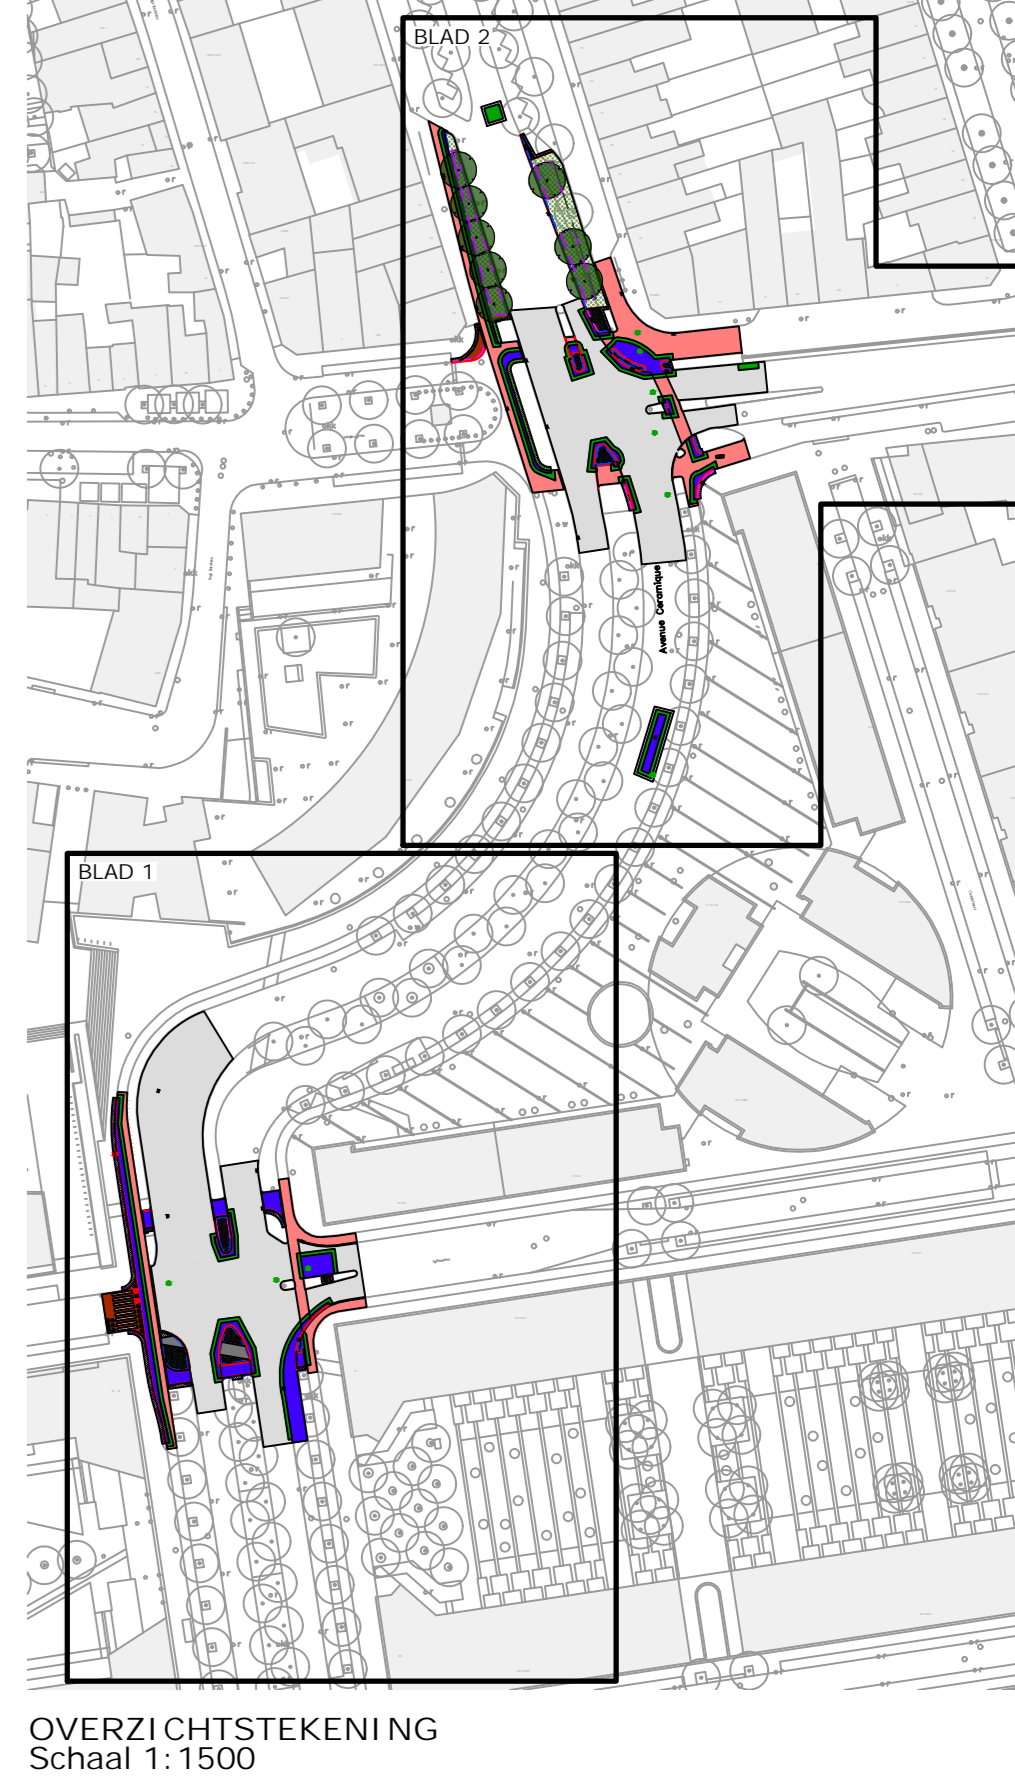 BLAD 2
Avenue Ceramique
BLAD 1
OVERZICHTSTEKENING
Schaal 1:1500